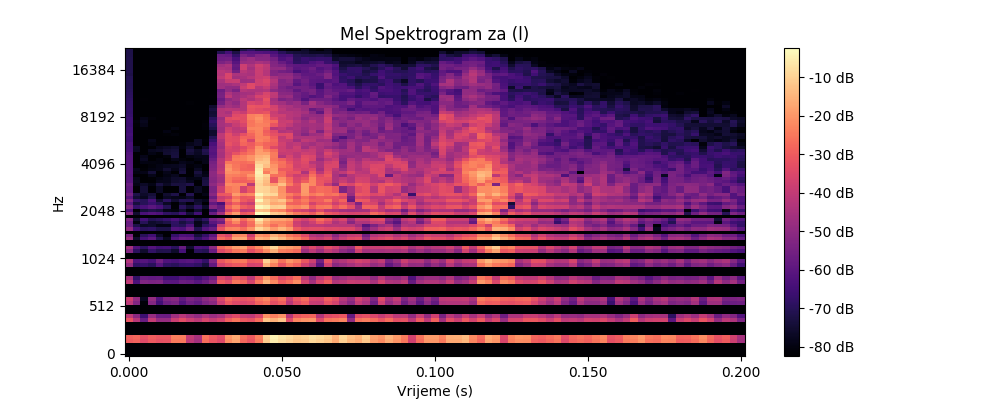 Mel Spektrogram za (l)
16384
8192
4096
2048
1024
512
0
Hz
0.000 0.050 0.100 0.150 0.200
Vrijeme (s)
-10 dB
-20 dB
-30 dB
-40 dB
-50 dB
-60 dB
-70 dB
-80 dB